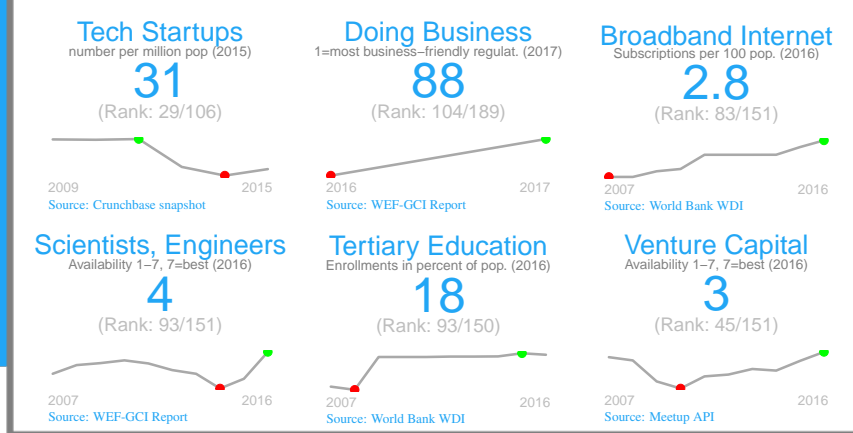 Tech Startups
number per million pop (2015)
31
(Rank: 29/106)
2009 2015
Source: Crunchbase snapshot
Doing Business
1=most business−friendly regulat. (2017)
88
(Rank: 104/189)
2016 2017
Source: WEF-GCI Report
Broadband Internet
Subscriptions per 100 pop. (2016)
2.8
(Rank: 83/151)
2007 2016
Source: World Bank WDI
Scientists, Engineers
Availability 1−7, 7=best (2016)
4
(Rank: 93/151)
2007 2016
Source: WEF-GCI Report
Tertiary Education
Enrollments in percent of pop. (2016)
18
(Rank: 93/150)
2007 2016
Source: World Bank WDI
Venture Capital
Availability 1−7, 7=best (2016)
3
(Rank: 45/151)
2007 2016
Source: Meetup API